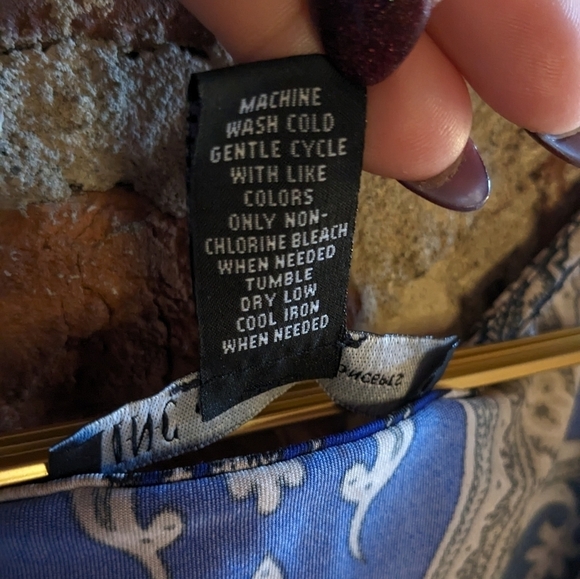 MACHINE
WASH COLD
GENTLE CYCLE
WITH LIKE
COLORS
ONLY NON-
CHLORINE BLEACH
WHEN NEEDED
TUMBLE
DRY LOW
COOL IRON
WHEN NEEDED